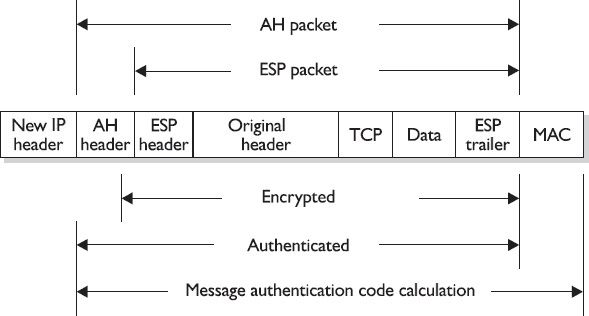 AH packet
ESP packet
New IP header
AH header
ESP header
Original header
TCP
Data
ESP trailer
MAC
Encrypted
Authenticated
Message authentication code calculation